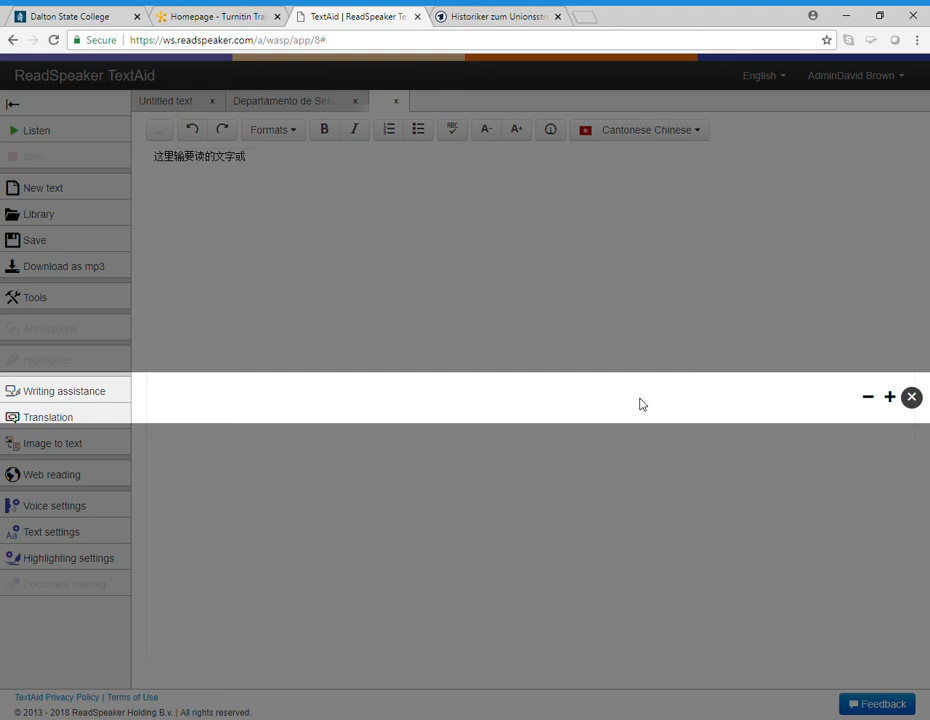 Dalton State College
Homepage - Turnitin Tra
TextAid | ReadSpeaker Te
Historiker zum Unionsstr
Secure
https://ws.readspeaker.com/a/wasp/app/8#
ReadSpeaker TextAid
English
AdminDavid Brown
Untitled text x
Departamento de Ser x
x
Listen
... Formats B I ABC A- A+ Cantonese Chinese
Stop
这里输要读的文字或
New text
Library
Save
Download as mp3
Tools
Annotations
Highlighter
Writing assistance
Translation
Image to text
Web reading
Voice settings
Aa Text settings
Highlighting settings
Document reading
TextAid Privacy Policy | Terms of Use
© 2013 - 2018 ReadSpeaker Holding B.v. | All rights reserved.
Feedback